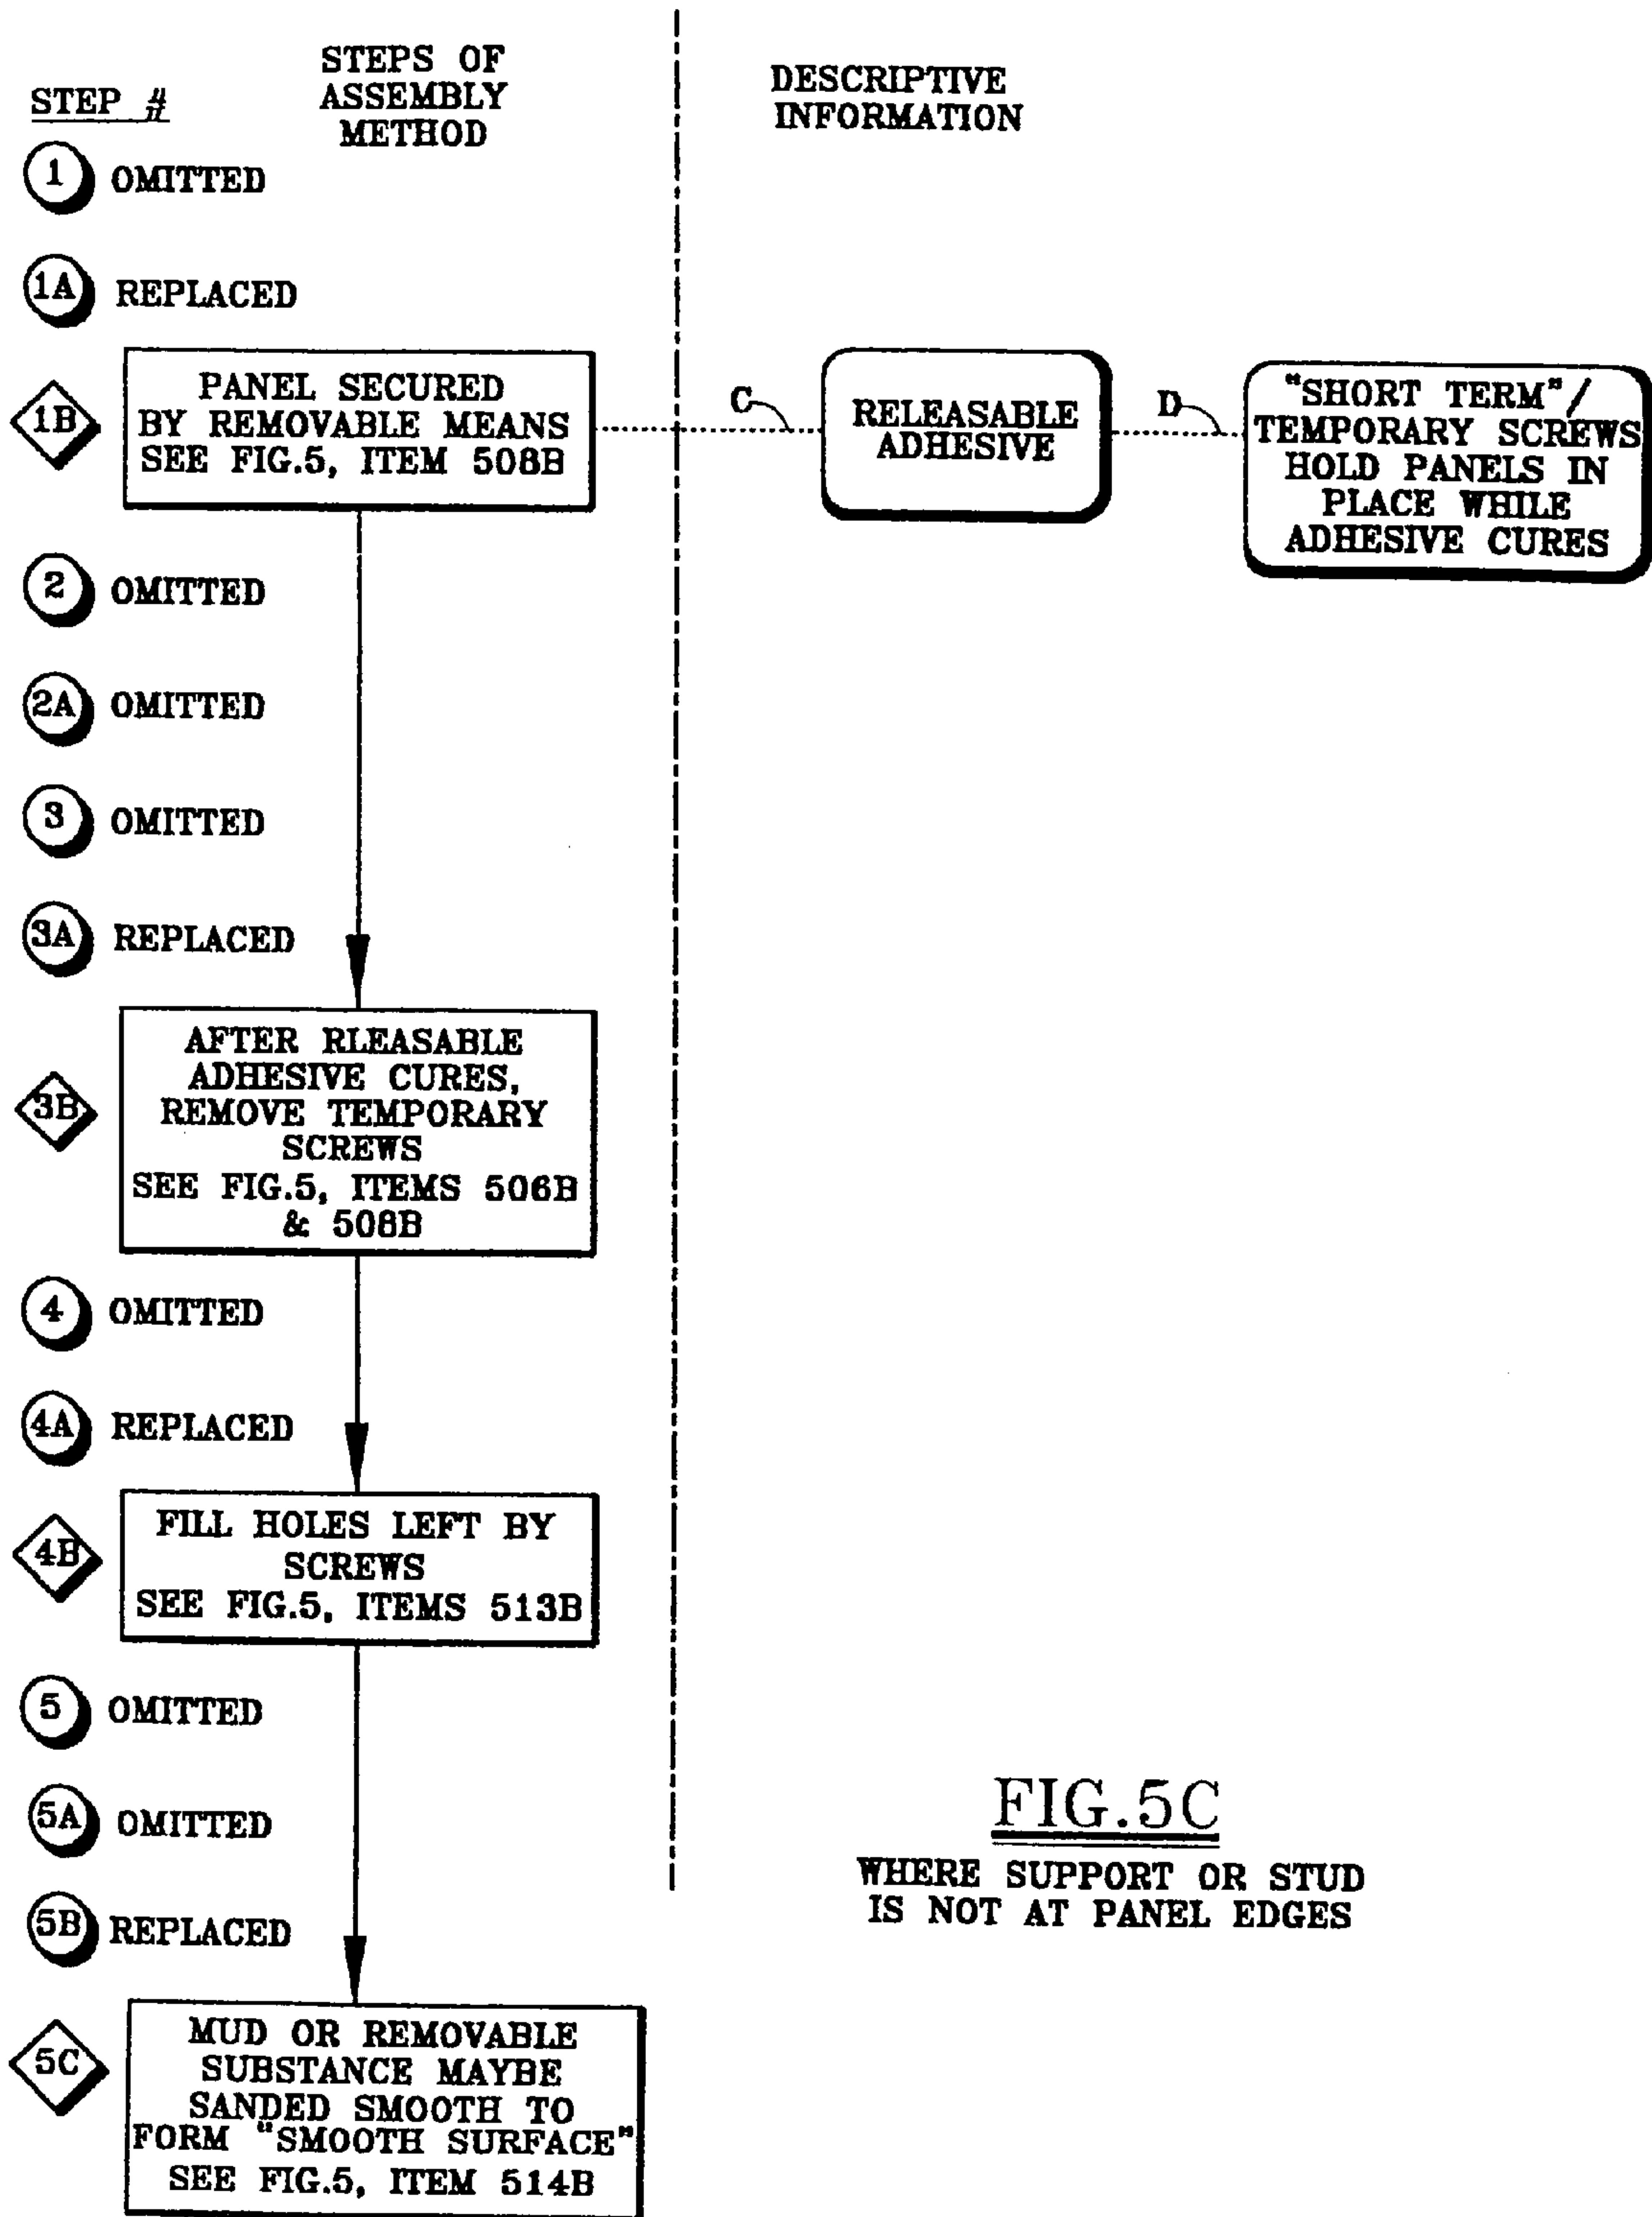 STEP #
STEPS OF
ASSEMBLY
METHOD
DESCRIPTIVE
INFORMATION
1 OMITTED
1A REPLACED
1B
PANEL SECURED
BY REMOVABLE MEANS
SEE FIG.5, ITEM 508B
C
RELEASABLE
ADHESIVE
D
"SHORT TERM"/
TEMPORARY SCREWS
HOLD PANELS IN
PLACE WHILE
ADHESIVE CURES
2 OMITTED
2A OMITTED
3 OMITTED
3A REPLACED
3B
AFTER RLEASABLE
ADHESIVE CURES,
REMOVE TEMPORARY
SCREWS
SEE FIG.5, ITEMS 506B
& 508B
4 OMITTED
4A REPLACED
4B
FILL HOLES LEFT BY
SCREWS
SEE FIG.5, ITEMS 513B
5 OMITTED
5A OMITTED
5B REPLACED
5C
MUD OR REMOVABLE
SUBSTANCE MAYBE
SANDED SMOOTH TO
FORM "SMOOTH SURFACE"
SEE FIG.5, ITEM 514B
FIG.5C
WHERE SUPPORT OR STUD
IS NOT AT PANEL EDGES